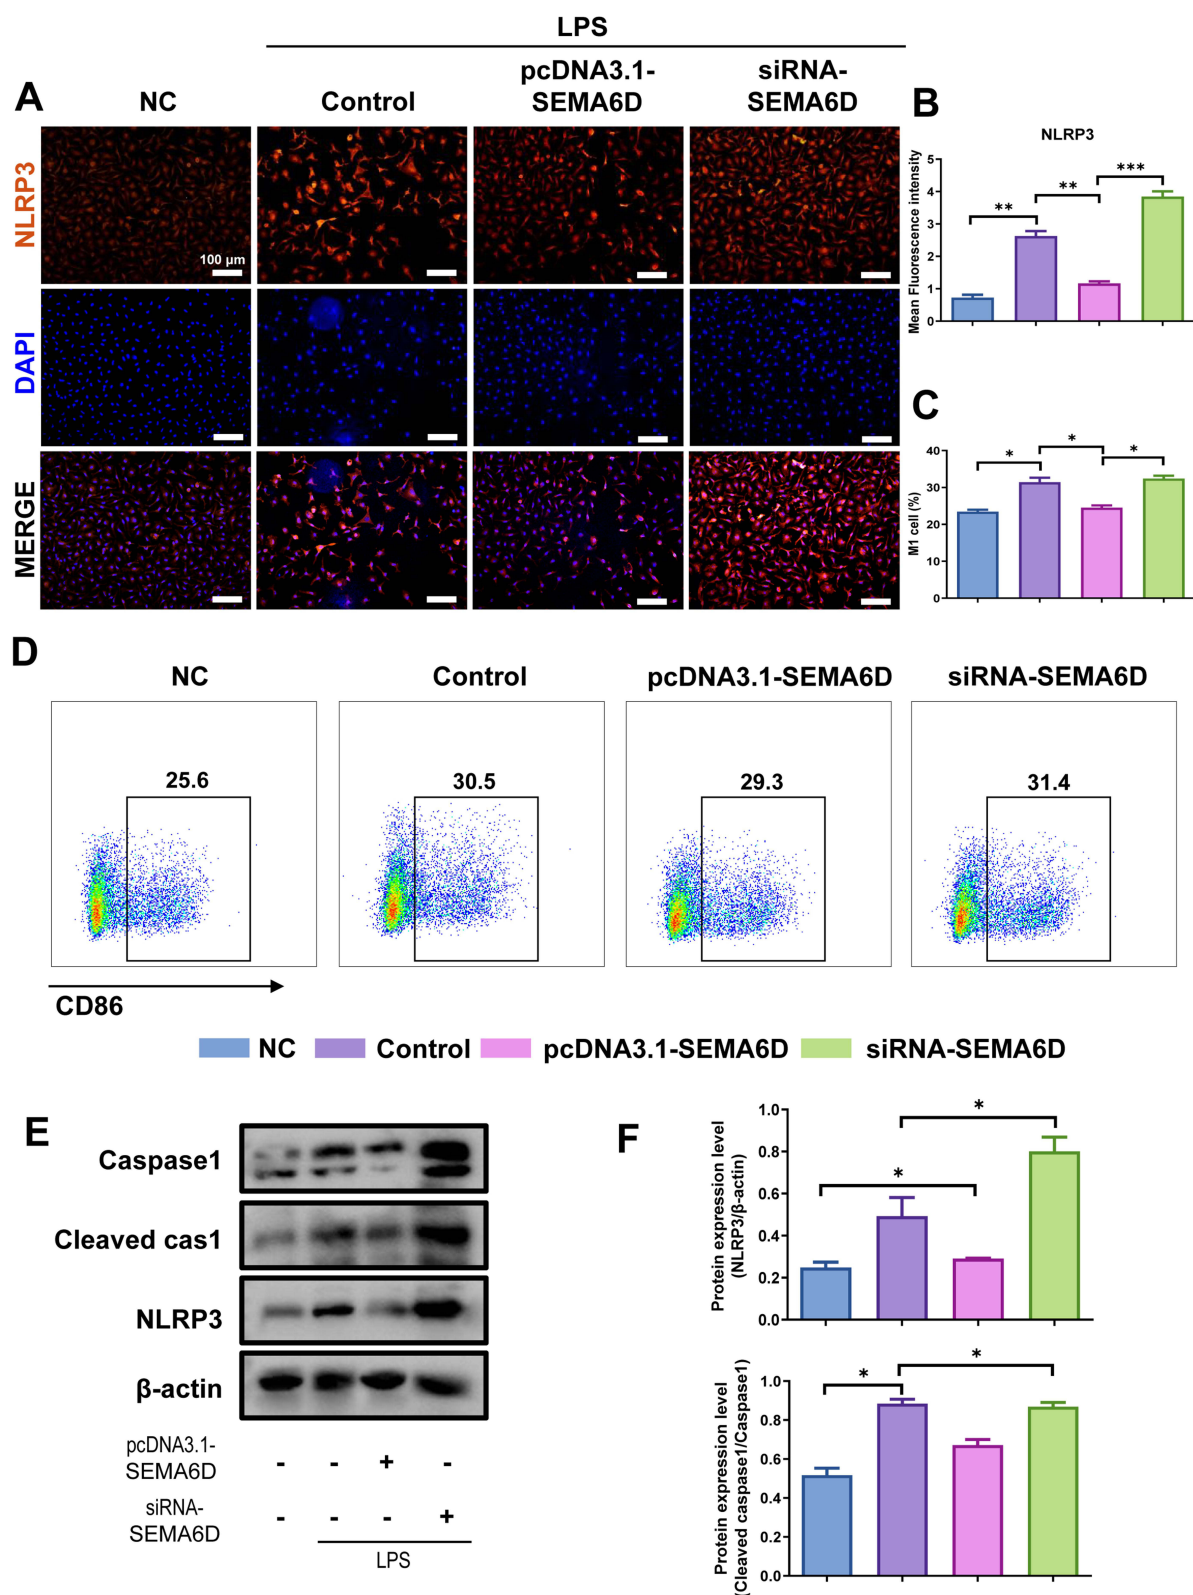 LPS
A
NC
Control
pcDNA3.1-
SEMA6D
siRNA-
SEMA6D
NLRP3
100 μm
DAPI
MERGE
B
NLRP3
Mean Fluorescence intensity
5
4
3
2
1
0
**
**
***
C
M1 cell (%)
40
30
20
10
0
*
*
*
D
NC
Control
pcDNA3.1-SEMA6D
siRNA-SEMA6D
25.6
30.5
29.3
31.4
CD86
NC
Control
pcDNA3.1-SEMA6D
siRNA-SEMA6D
E
Caspase1
Cleaved cas1
NLRP3
β-actin
pcDNA3.1-
SEMA6D
- - + -
siRNA-
SEMA6D
- - - +
LPS
F
Protein expression level
(NLRP3/β-actin)
1.0
0.8
0.6
0.4
0.2
0.0
*
*
Protein expression level
(Cleaved caspase1/Caspase1)
1.0
0.8
0.6
0.4
0.2
0.0
*
*